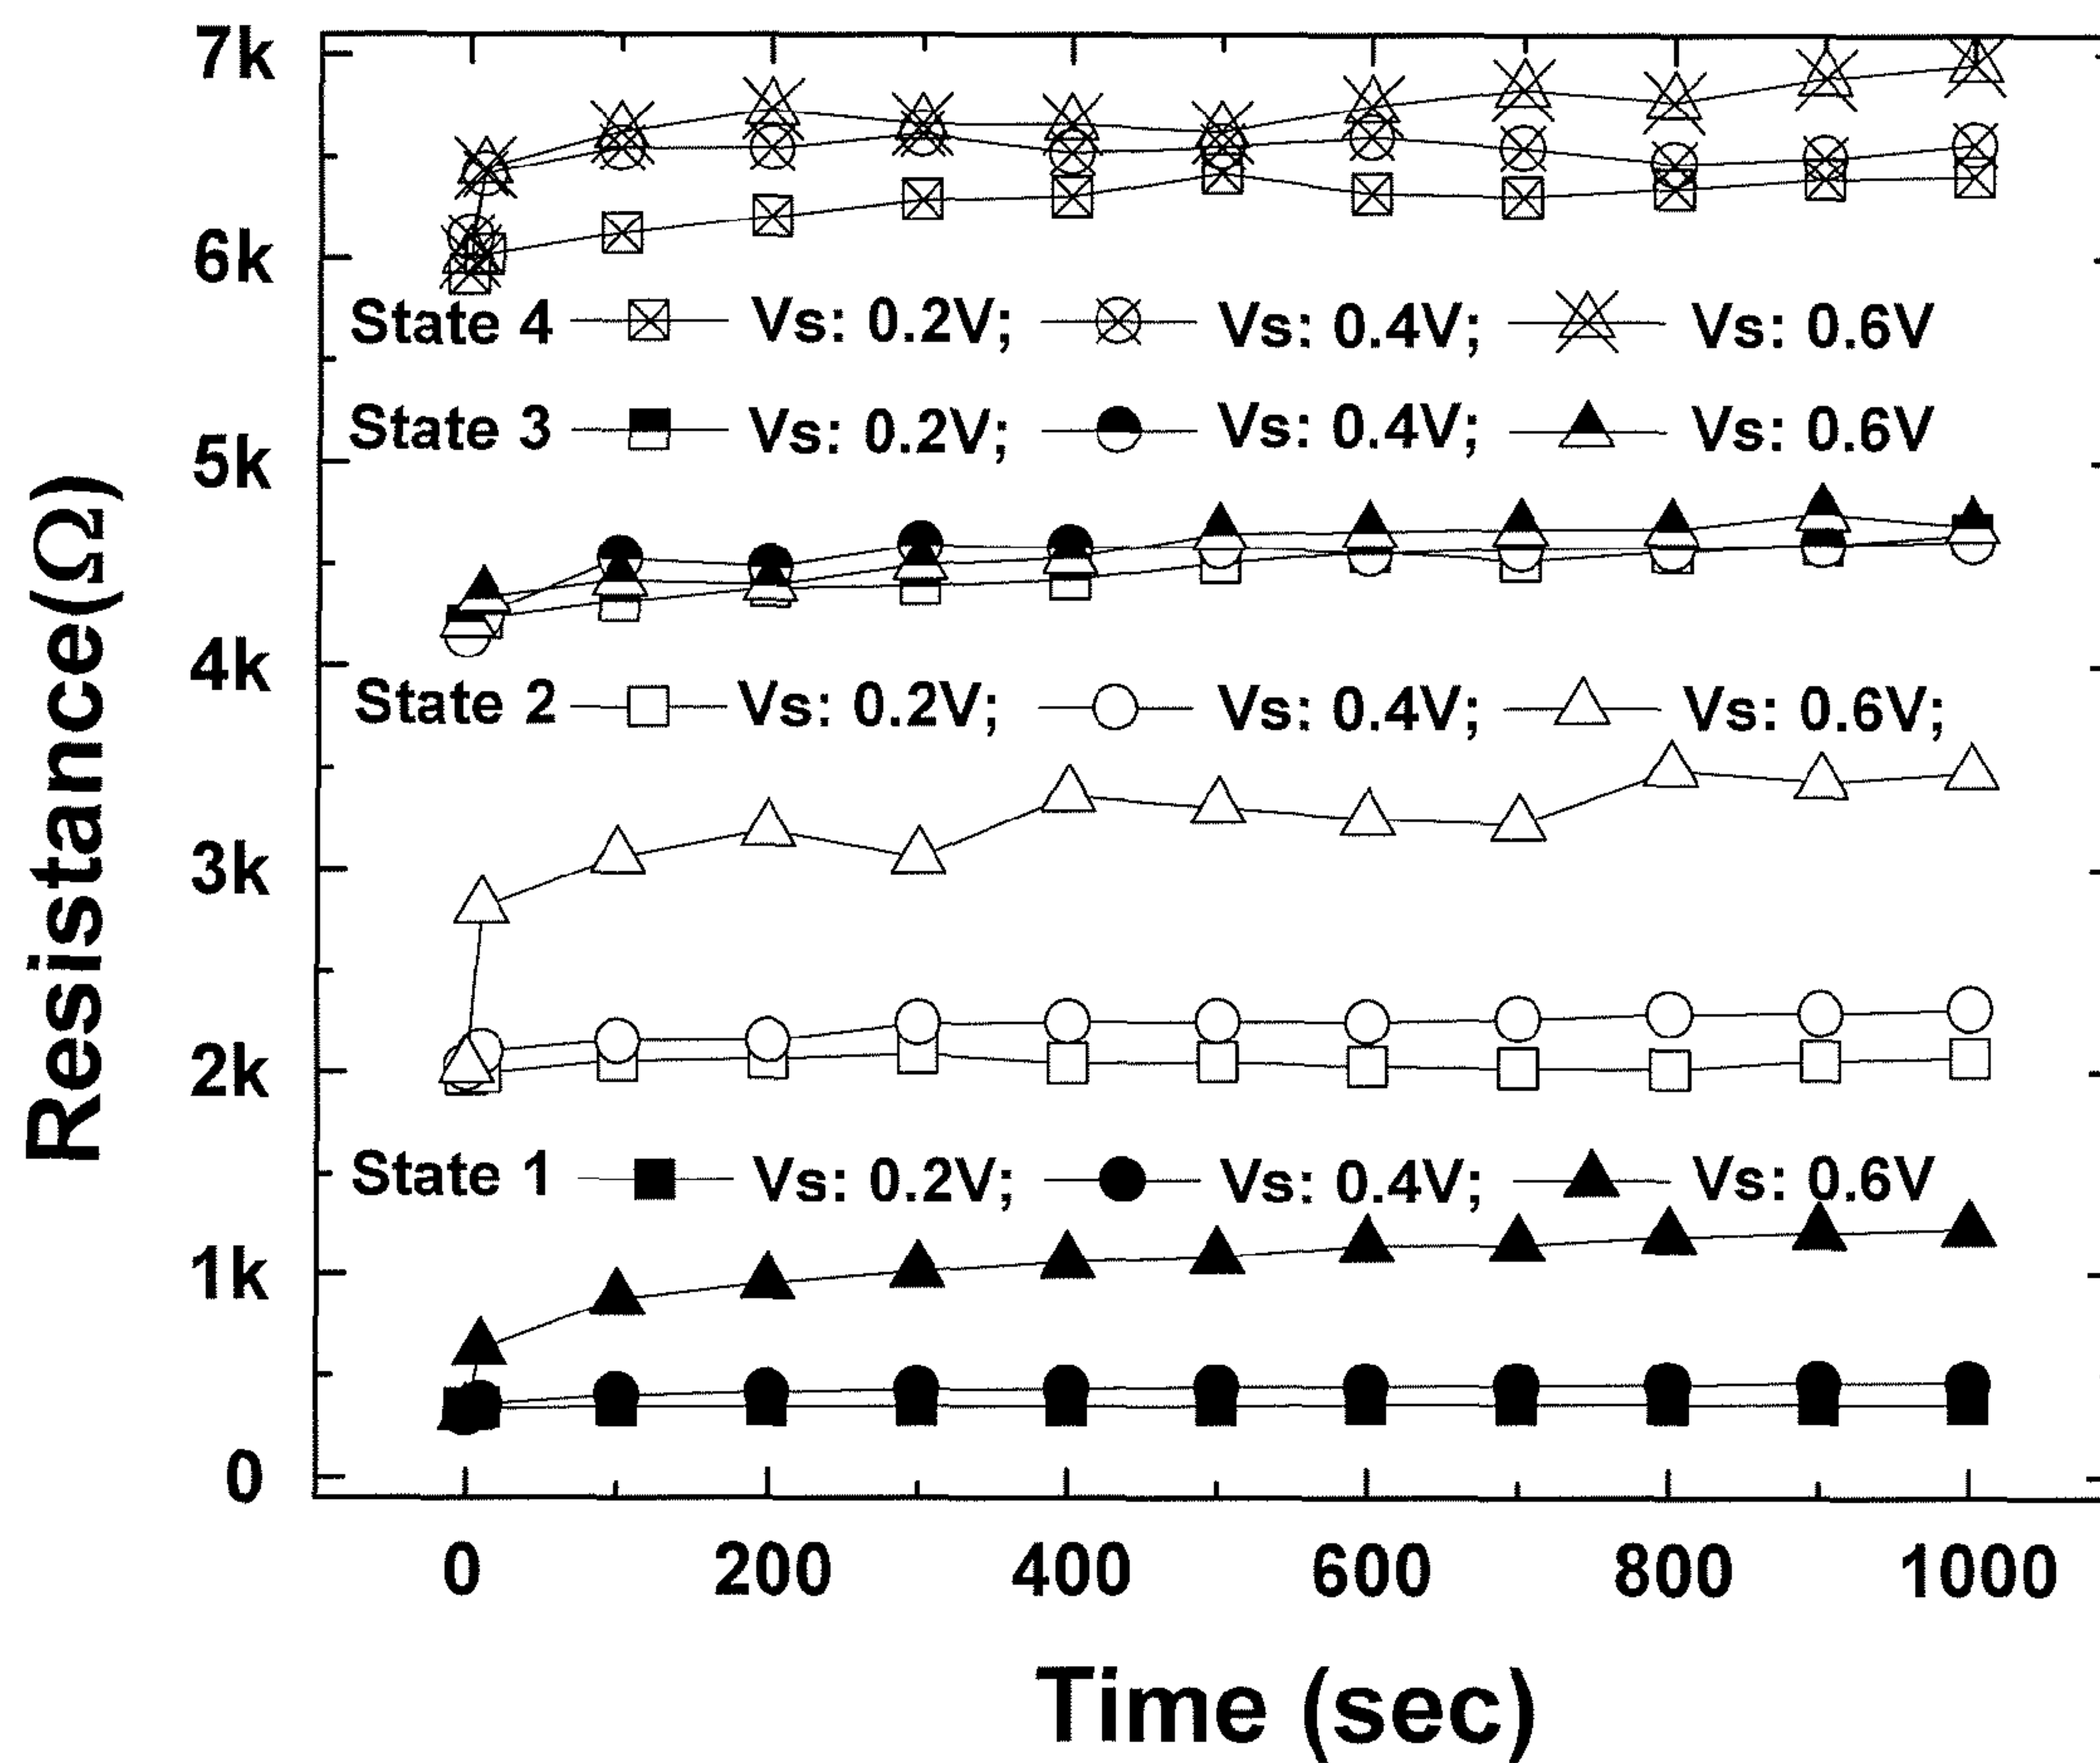 7k
6k
State 4 Vs: 0.2V; Vs: 0.4V; Vs: 0.6V
State 3 Vs: 0.2V; Vs: 0.4V; Vs: 0.6V
5k
4k
State 2 Vs: 0.2V; Vs: 0.4V; Vs: 0.6V;
3k
2k
State 1 Vs: 0.2V; Vs: 0.4V; Vs: 0.6V
1k
0
Resistance(Ω)
0 200 400 600 800 1000
Time (sec)